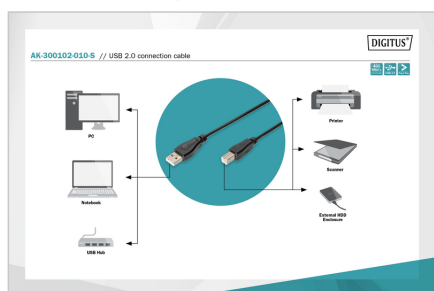 DIGITUS®
AK-300102-010-S // USB 2.0 connection cable
PC
Printer
Notebook
Scanner
External HDD
Enclosure
USB Hub